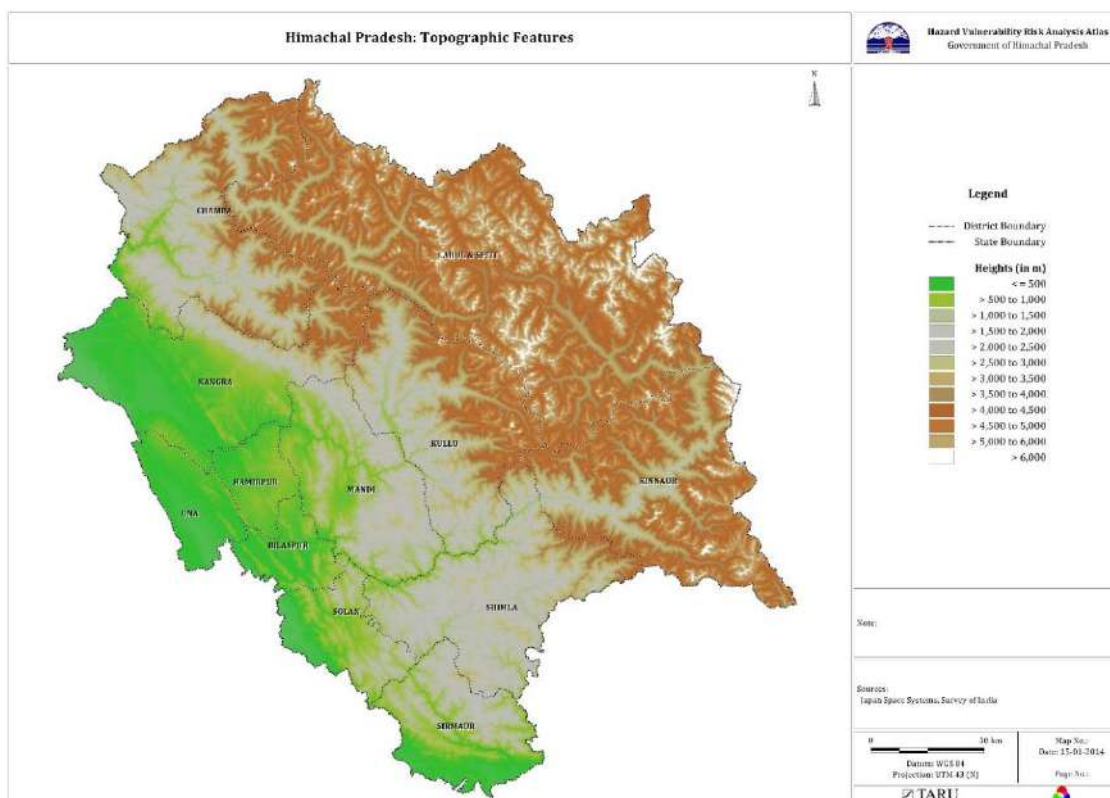 Himachal Pradesh: Topographic Features
Hazard Vulnerability Risk Analysis Atlas
Government of Himachal Pradesh
N
CHAMBA
LAHUL & SPITI
KANGRA
KULLU
HAMIRPUR
MANDI
KINNAUR
UNA
BILASPUR
SOLAN
SHIMLA
SIRMAUR
Legend
District Boundary
State Boundary
Heights (in m)
<= 500
> 500 to 1,000
> 1,000 to 1,500
> 1,500 to 2,000
> 2,000 to 2,500
> 2,500 to 3,000
> 3,000 to 3,500
> 3,500 to 4,000
> 4,000 to 4,500
> 4,500 to 5,000
> 5,000 to 6,000
> 6,000
Note:
Sources:
Japan Space Systems, Survey of India
0 50 km
Datum: WGS 84
Projection: UTM 43 (N)
Map No.:
Date: 15-01-2014
Page No.:
TARU